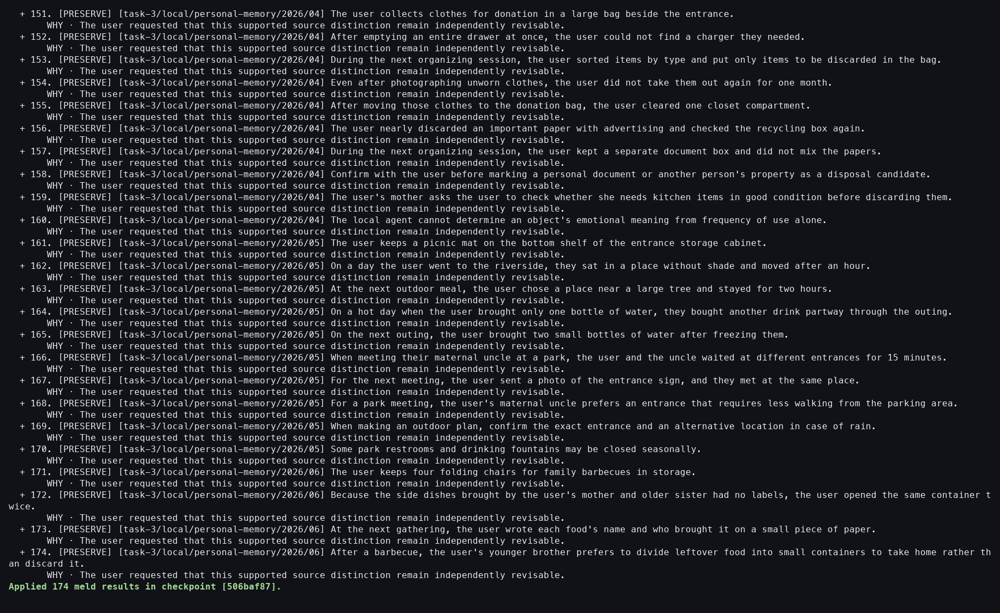 + 151. [PRESERVE] [task-3/local/personal-memory/2026/04] The user collects clothes for donation in a large bag beside the entrance.
WHY · The user requested that this supported source distinction remain independently revisable.
+ 152. [PRESERVE] [task-3/local/personal-memory/2026/04] After emptying an entire drawer at once, the user could not find a charger they needed.
WHY · The user requested that this supported source distinction remain independently revisable.
+ 153. [PRESERVE] [task-3/local/personal-memory/2026/04] During the next organizing session, the user sorted items by type and put only items to be discarded in the bag.
WHY · The user requested that this supported source distinction remain independently revisable.
+ 154. [PRESERVE] [task-3/local/personal-memory/2026/04] Even after photographing unworn clothes, the user did not take them out again for one month.
WHY · The user requested that this supported source distinction remain independently revisable.
+ 155. [PRESERVE] [task-3/local/personal-memory/2026/04] After moving those clothes to the donation bag, the user cleared one closet compartment.
WHY · The user requested that this supported source distinction remain independently revisable.
+ 156. [PRESERVE] [task-3/local/personal-memory/2026/04] The user nearly discarded an important paper with advertising and checked the recycling box again.
WHY · The user requested that this supported source distinction remain independently revisable.
+ 157. [PRESERVE] [task-3/local/personal-memory/2026/04] During the next organizing session, the user kept a separate document box and did not mix the papers.
WHY · The user requested that this supported source distinction remain independently revisable.
+ 158. [PRESERVE] [task-3/local/personal-memory/2026/04] Confirm with the user before marking a personal document or another person's property as a disposal candidate.
WHY · The user requested that this supported source distinction remain independently revisable.
+ 159. [PRESERVE] [task-3/local/personal-memory/2026/04] The user's mother asks the user to check whether she needs kitchen items in good condition before discarding them.
WHY · The user requested that this supported source distinction remain independently revisable.
+ 160. [PRESERVE] [task-3/local/personal-memory/2026/04] The local agent cannot determine an object's emotional meaning from frequency of use alone.
WHY · The user requested that this supported source distinction remain independently revisable.
+ 161. [PRESERVE] [task-3/local/personal-memory/2026/05] The user keeps a picnic mat on the bottom shelf of the entrance storage cabinet.
WHY · The user requested that this supported source distinction remain independently revisable.
+ 162. [PRESERVE] [task-3/local/personal-memory/2026/05] On a day the user went to the riverside, they sat in a place without shade and moved after an hour.
WHY · The user requested that this supported source distinction remain independently revisable.
+ 163. [PRESERVE] [task-3/local/personal-memory/2026/05] At the next outdoor meal, the user chose a place near a large tree and stayed for two hours.
WHY · The user requested that this supported source distinction remain independently revisable.
+ 164. [PRESERVE] [task-3/local/personal-memory/2026/05] On a hot day when the user brought only one bottle of water, they bought another drink partway through the outing.
WHY · The user requested that this supported source distinction remain independently revisable.
+ 165. [PRESERVE] [task-3/local/personal-memory/2026/05] On the next outing, the user brought two small bottles of water after freezing them.
WHY · The user requested that this supported source distinction remain independently revisable.
+ 166. [PRESERVE] [task-3/local/personal-memory/2026/05] When meeting their maternal uncle at a park, the user and the uncle waited at different entrances for 15 minutes.
WHY · The user requested that this supported source distinction remain independently revisable.
+ 167. [PRESERVE] [task-3/local/personal-memory/2026/05] For the next meeting, the user sent a photo of the entrance sign, and they met at the same place.
WHY · The user requested that this supported source distinction remain independently revisable.
+ 168. [PRESERVE] [task-3/local/personal-memory/2026/05] For a park meeting, the user's maternal uncle prefers an entrance that requires less walking from the parking area.
WHY · The user requested that this supported source distinction remain independently revisable.
+ 169. [PRESERVE] [task-3/local/personal-memory/2026/05] When making an outdoor plan, confirm the exact entrance and an alternative location in case of rain.
WHY · The user requested that this supported source distinction remain independently revisable.
+ 170. [PRESERVE] [task-3/local/personal-memory/2026/05] Some park restrooms and drinking fountains may be closed seasonally.
WHY · The user requested that this supported source distinction remain independently revisable.
+ 171. [PRESERVE] [task-3/local/personal-memory/2026/06] The user keeps four folding chairs for family barbecues in storage.
WHY · The user requested that this supported source distinction remain independently revisable.
+ 172. [PRESERVE] [task-3/local/personal-memory/2026/06] Because the side dishes brought by the user's mother and older sister had no labels, the user opened the same container t
wice.
WHY · The user requested that this supported source distinction remain independently revisable.
+ 173. [PRESERVE] [task-3/local/personal-memory/2026/06] At the next gathering, the user wrote each food's name and who brought it on a small piece of paper.
WHY · The user requested that this supported source distinction remain independently revisable.
+ 174. [PRESERVE] [task-3/local/personal-memory/2026/06] After a barbecue, the user's younger brother prefers to divide leftover food into small containers to take home rather th
an discard it.
WHY · The user requested that this supported source distinction remain independently revisable.
Applied 174 meld results in checkpoint [506baf87].